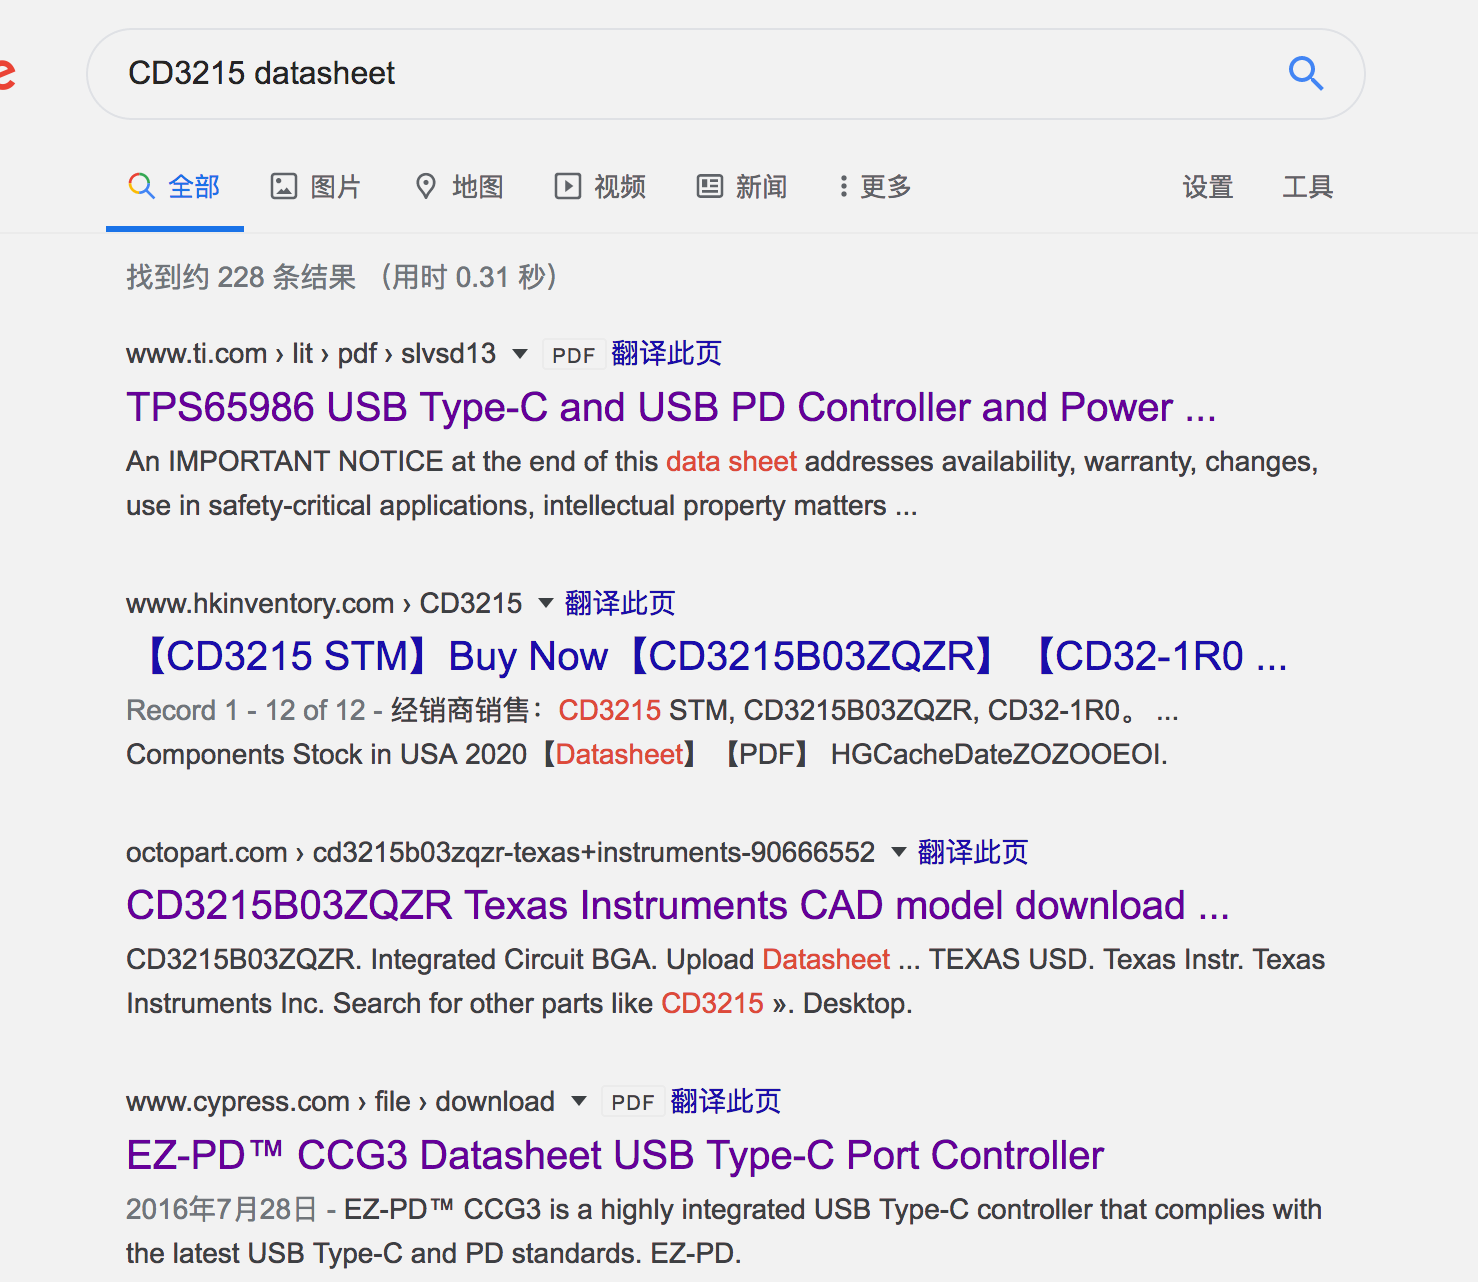 e
CD3215 datasheet
全部 图片 地图 视频 新闻 更多 设置 工具
找到约 228 条结果 （用时 0.31 秒）
www.ti.com › lit › pdf › slvsd13 PDF 翻译此页
TPS65986 USB Type-C and USB PD Controller and Power ...
An IMPORTANT NOTICE at the end of this data sheet addresses availability, warranty, changes,
use in safety-critical applications, intellectual property matters ...
www.hkinventory.com › CD3215 翻译此页
【CD3215 STM】Buy Now【CD3215B03ZQZR】 【CD32-1R0 ...
Record 1 - 12 of 12 - 经销商销售： CD3215 STM, CD3215B03ZQZR, CD32-1R0。 ...
Components Stock in USA 2020【Datasheet】 【PDF】 HGCacheDateZOZOOEOI.
octopart.com › cd3215b03zqzr-texas+instruments-90666552 翻译此页
CD3215B03ZQZR Texas Instruments CAD model download ...
CD3215B03ZQZR. Integrated Circuit BGA. Upload Datasheet ... TEXAS USD. Texas Instr. Texas
Instruments Inc. Search for other parts like CD3215 ». Desktop.
www.cypress.com › file › download PDF 翻译此页
EZ-PD™ CCG3 Datasheet USB Type-C Port Controller
2016年7月28日 - EZ-PD™ CCG3 is a highly integrated USB Type-C controller that complies with
the latest USB Type-C and PD standards. EZ-PD.